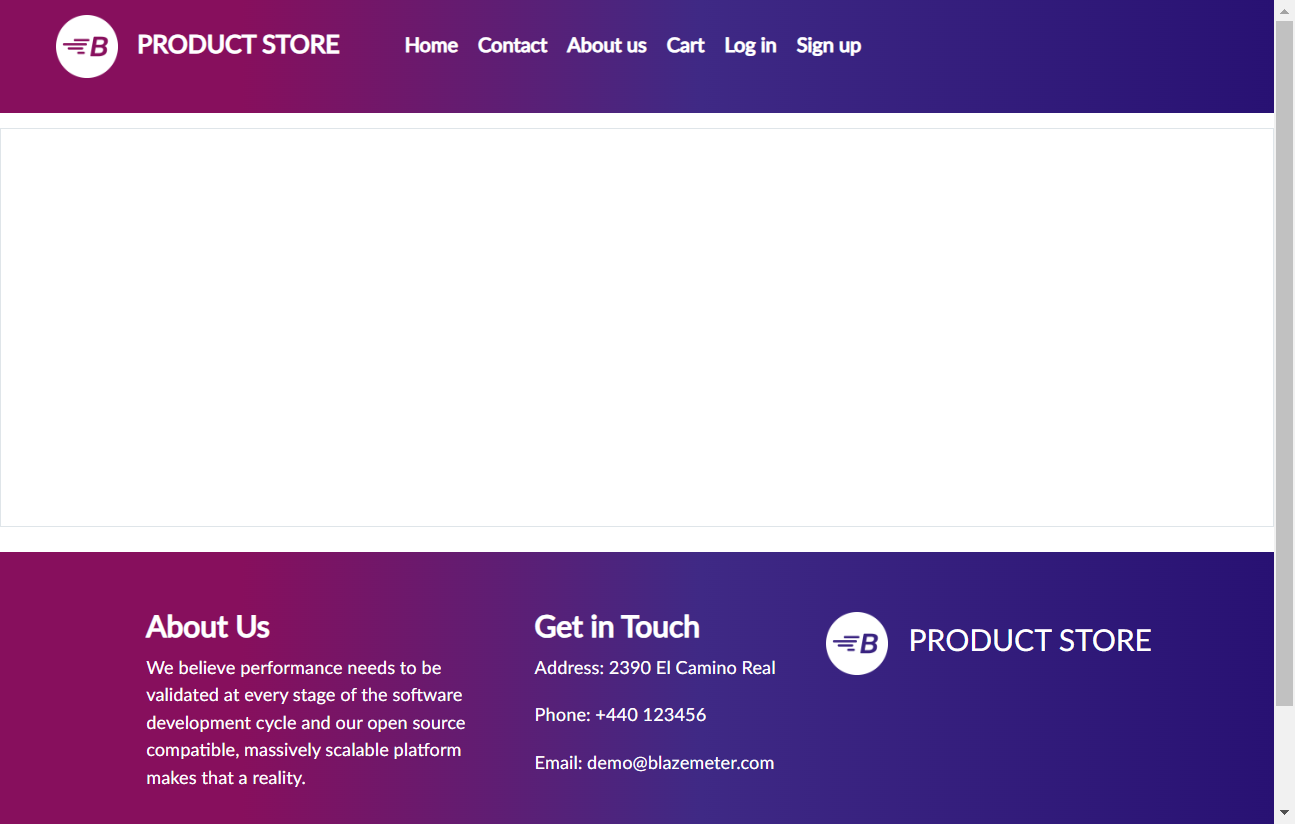 B PRODUCT STORE Home Contact About us Cart Log in Sign up
About Us
We believe performance needs to be
validated at every stage of the software
development cycle and our open source
compatible, massively scalable platform
makes that a reality.
Get in Touch
Address: 2390 El Camino Real
Phone: +440 123456
Email: demo@blazemeter.com
B PRODUCT STORE